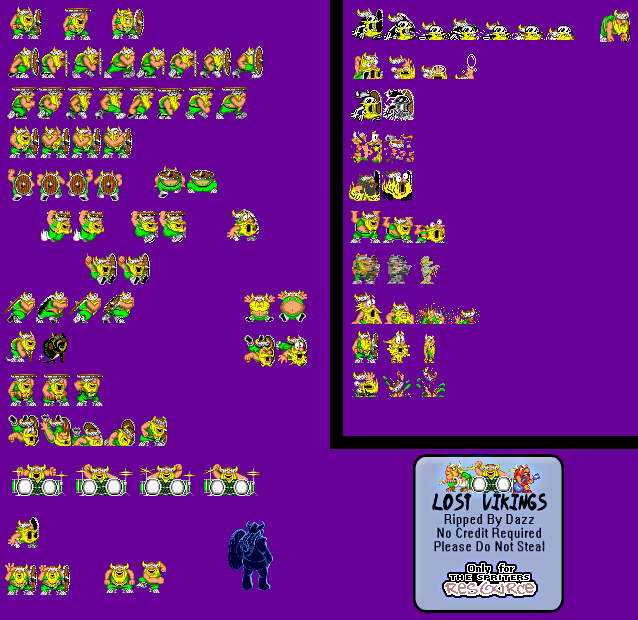 LOST VIKINGS
Ripped By Dazz
No Credit Required
Please Do Not Steal
Only for
THE SPRITERS
RESOURCE